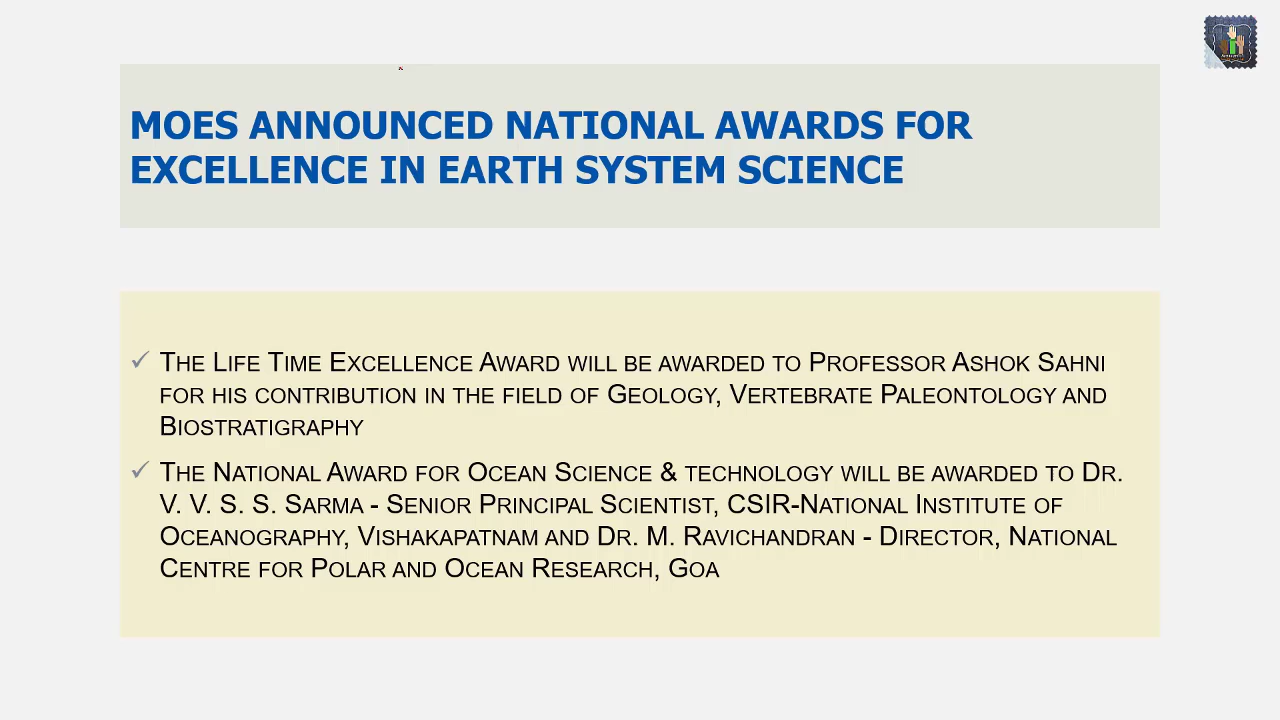 MOES ANNOUNCED NATIONAL AWARDS FOR
EXCELLENCE IN EARTH SYSTEM SCIENCE
✓ The Life Time Excellence Award will be awarded to Professor Ashok Sahni
for his contribution in the field of Geology, Vertebrate Paleontology and
Biostratigraphy
✓ The National Award for Ocean Science & technology will be awarded to Dr.
V. V. S. S. Sarma - Senior Principal Scientist, CSIR-National Institute of
Oceanography, Vishakapatnam and Dr. M. Ravichandran - Director, National
Centre for Polar and Ocean Research, Goa